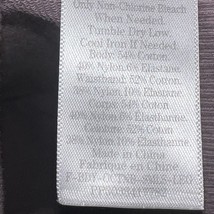 Only Non-Chlorine Bleach
When Needed.
Tumble Dry Low.
Cool Iron If Needed.
Body: 54% Cotton,
40% Nylon, 6% Elastane.
Waistband: 52% Cotton,
38% Nylon, 10% Elastane.
Corps: 54% Coton,
40% Nylon 6% Élasthanne.
Ceinture: 52% Coton,
38% Nylon, 10% Élasthanne.
Made in China
Fabriqué en Chine